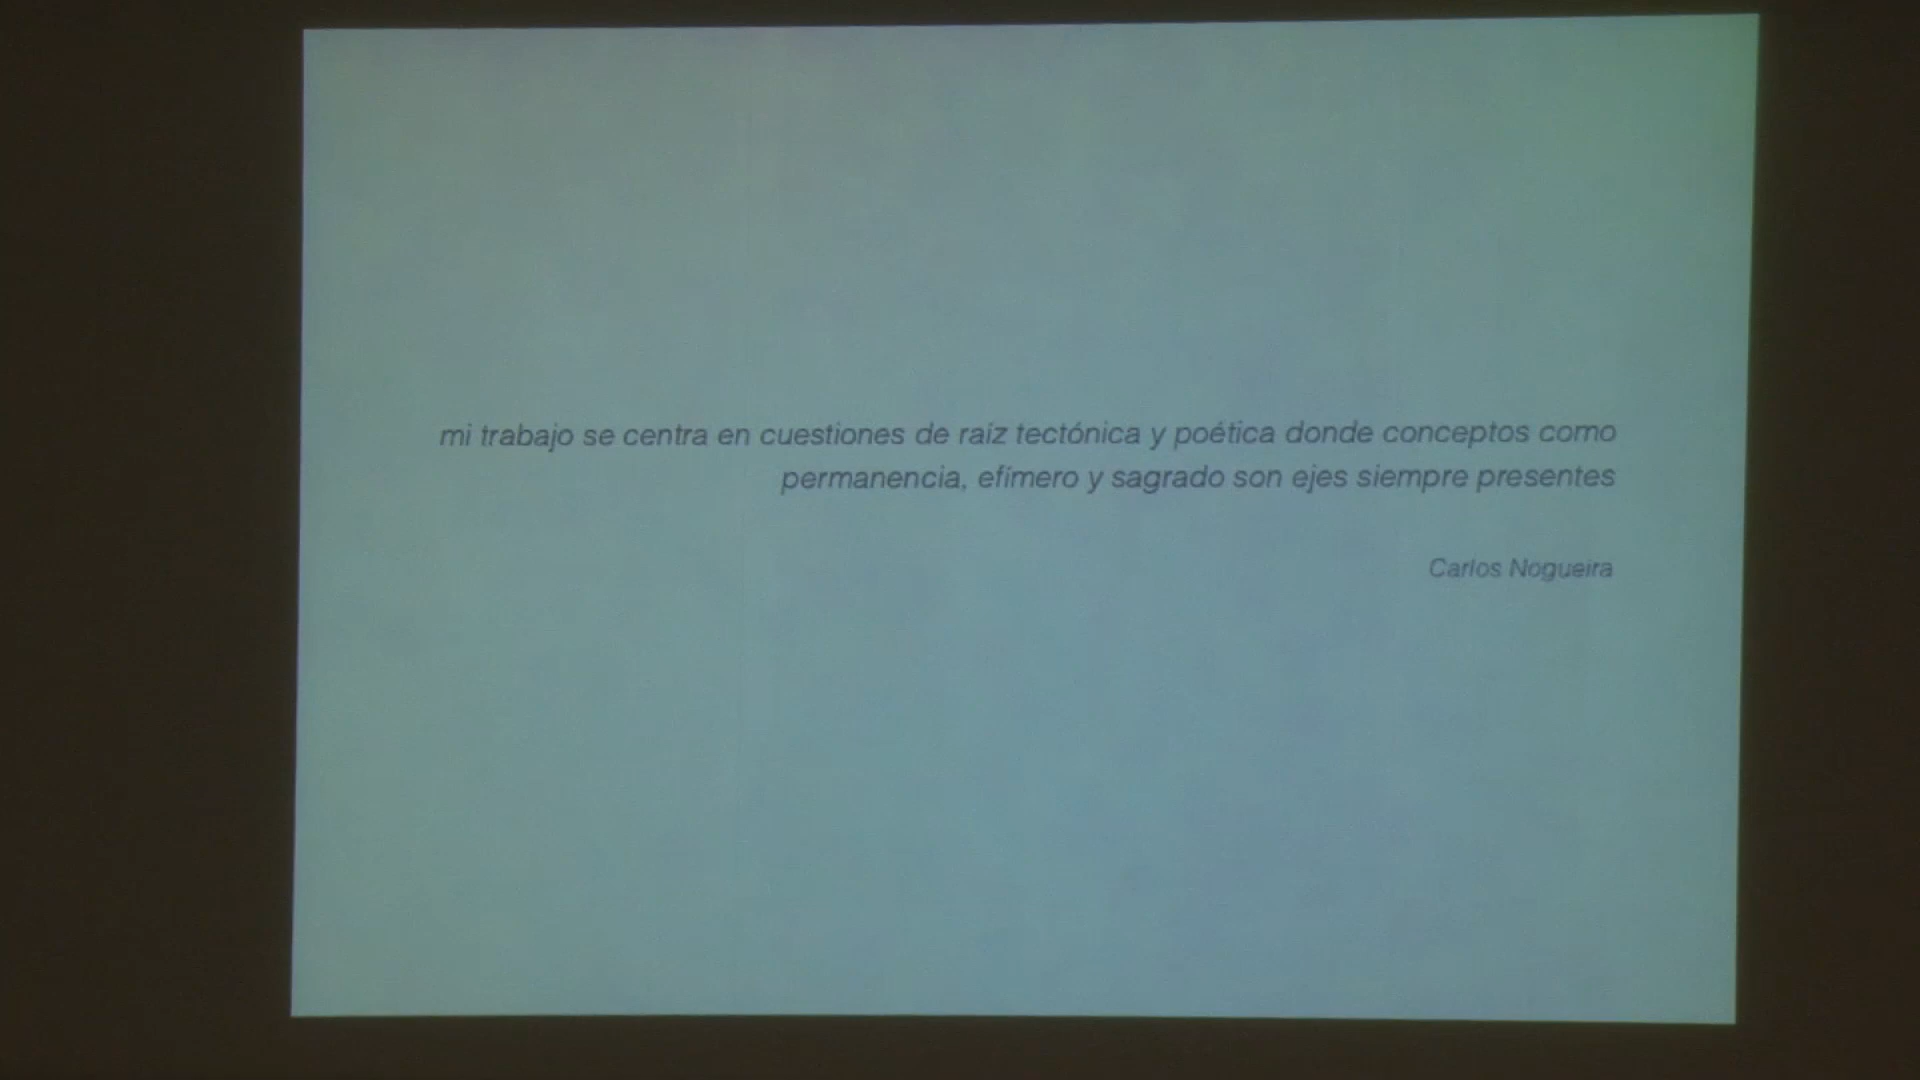 mi trabajo se centra en cuestiones de raíz tectónica y poética donde conceptos como
permanencia, efímero y sagrado son ejes siempre presentes
Carlos Nogueira